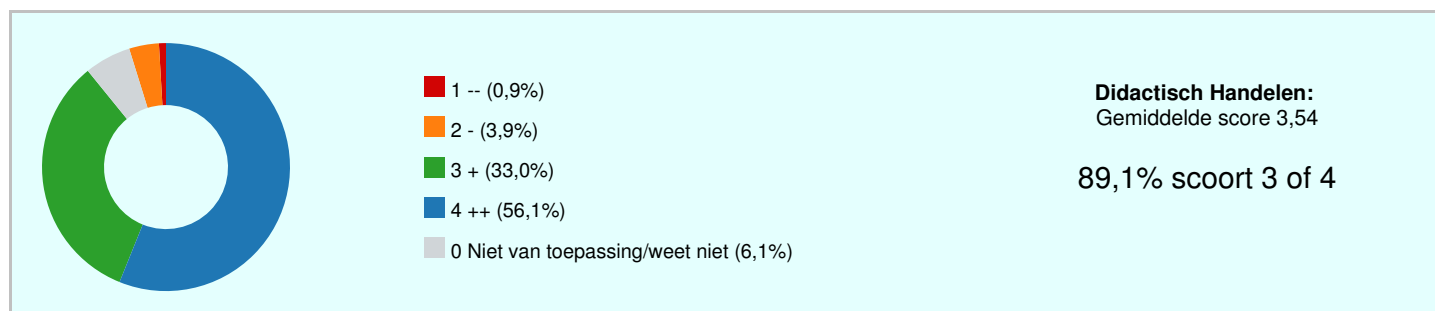 1 -- (0,9%)
2 - (3,9%)
3 + (33,0%)
4 ++ (56,1%)
0 Niet van toepassing/weet niet (6,1%)
Didactisch Handelen:
Gemiddelde score 3,54
89,1% scoort 3 of 4